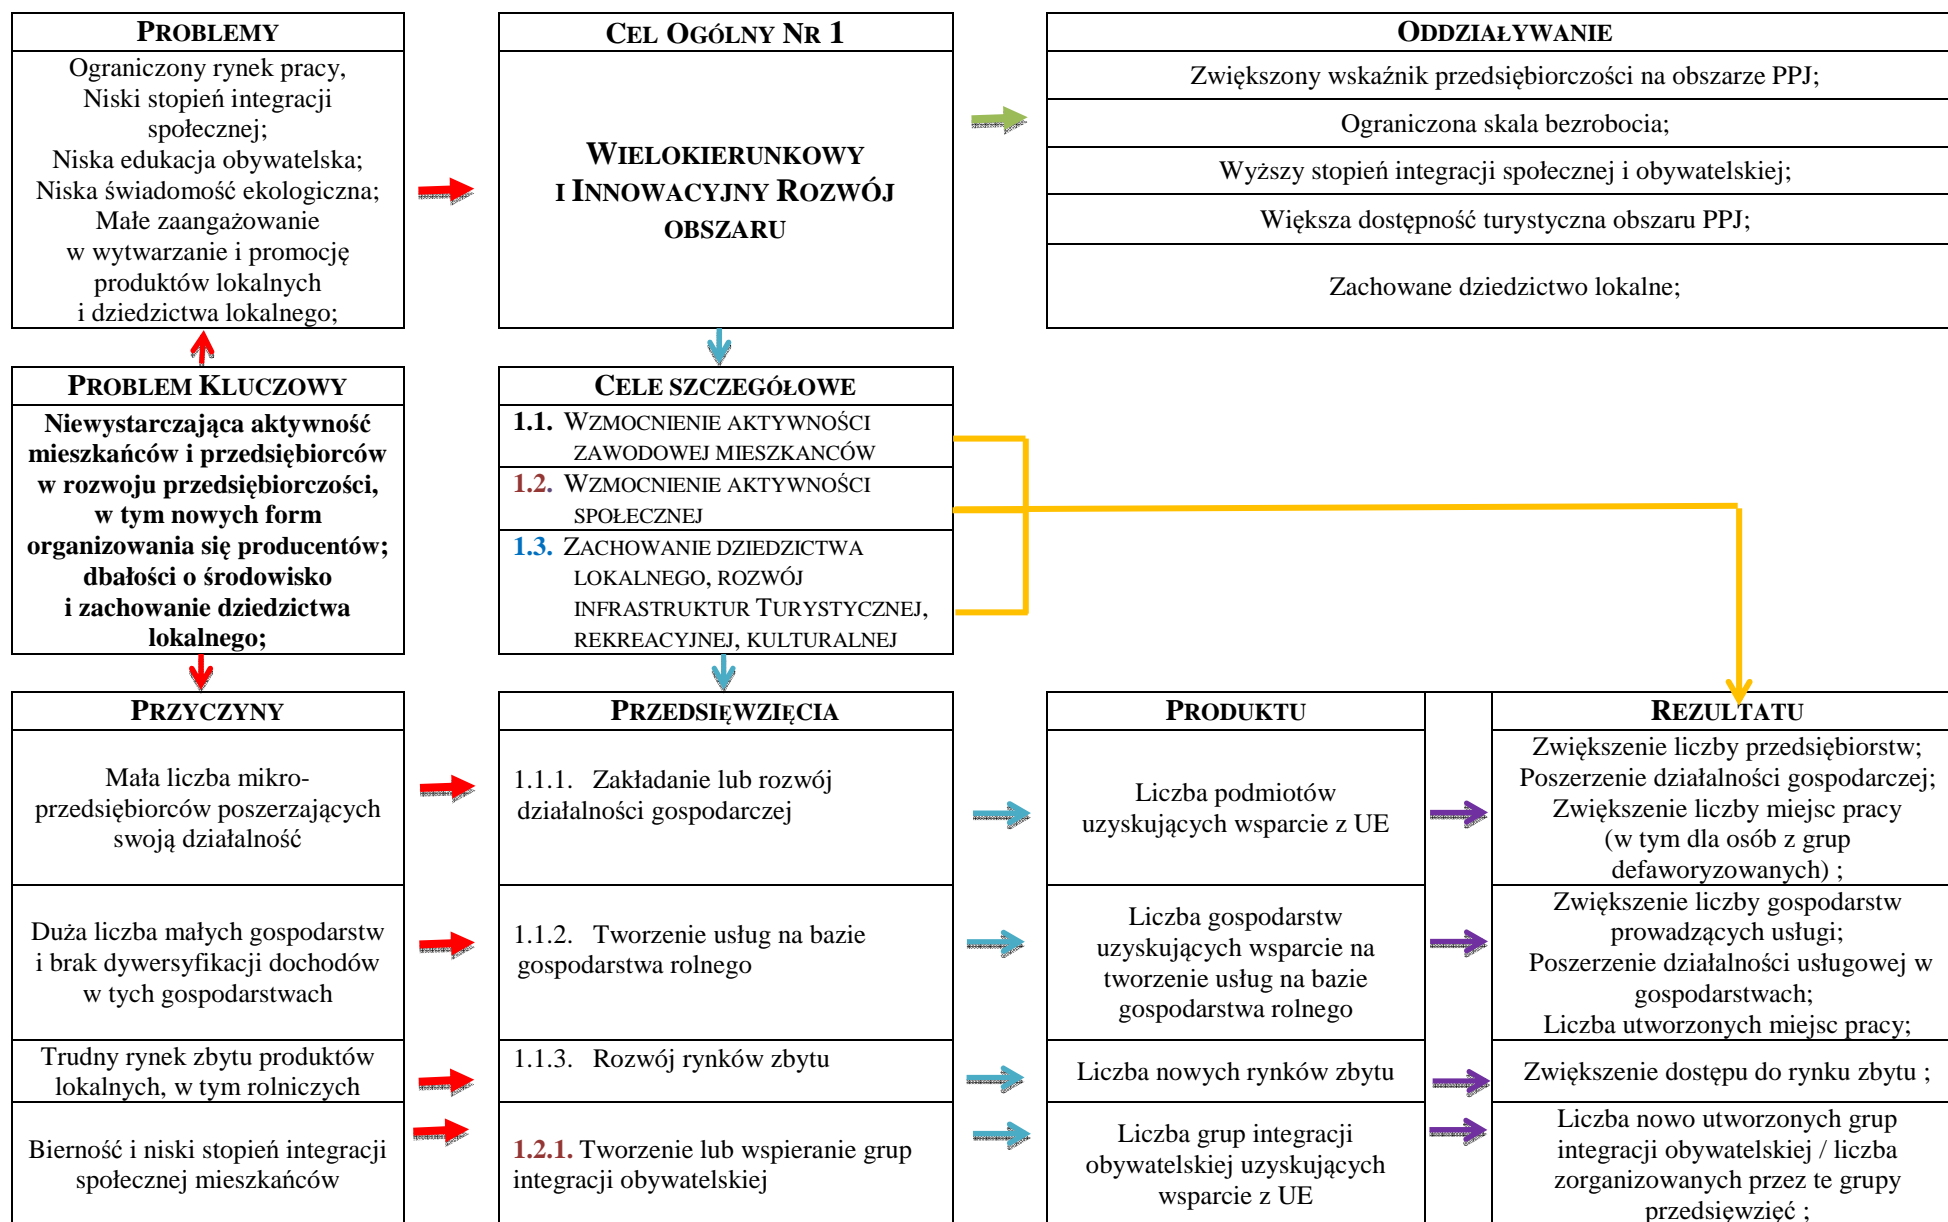 PROBLEMY
Ograniczony rynek pracy,
Niski stopień integracji
społecznej;
Niska edukacja obywatelska;
Niska świadomość ekologiczna;
Małe zaangażowanie
w wytwarzanie i promocję
produktów lokalnych
i dziedzictwa lokalnego;
CEL OGÓLNY NR 1
WIELOKIERUNKOWY
I INNOWACYJNY ROZWÓJ
OBSZARU
ODDZIAŁYWANIE
Zwiększony wskaźnik przedsiębiorczości na obszarze PPJ;
Ograniczona skala bezrobocia;
Wyższy stopień integracji społecznej i obywatelskiej;
Większa dostępność turystyczna obszaru PPJ;
Zachowane dziedzictwo lokalne;
PROBLEM KLUCZOWY
Niewystarczająca aktywność
mieszkańców i przedsiębiorców
w rozwoju przedsiębiorczości,
w tym nowych form
organizowania się producentów;
dbałości o środowisko
i zachowanie dziedzictwa
lokalnego;
CELE SZCZEGÓŁOWE
1.1. WZMOCNIENIE AKTYWNOŚCI
ZAWODOWEJ MIESZKANCÓW
1.2. WZMOCNIENIE AKTYWNOŚCI
SPOŁECZNEJ
1.3. ZACHOWANIE DZIEDZICTWA
LOKALNEGO, ROZWÓJ
INFRASTRUKTUR TURYSTYCZNEJ,
REKREACYJNEJ, KULTURALNEJ
PRZYCZYNY
PRZEDSIĘWZIĘCIA
PRODUKTU
REZULTATU
Mała liczba mikro-
przedsiębiorców poszerzających
swoją działalność
1.1.1. Zakładanie lub rozwój
działalności gospodarczej
Liczba podmiotów
uzyskujących wsparcie z UE
Zwiększenie liczby przedsiębiorstw;
Poszerzenie działalności gospodarczej;
Zwiększenie liczby miejsc pracy
(w tym dla osób z grup
defaworyzowanych) ;
Duża liczba małych gospodarstw
i brak dywersyfikacji dochodów
w tych gospodarstwach
1.1.2. Tworzenie usług na bazie
gospodarstwa rolnego
Liczba gospodarstw
uzyskujących wsparcie na
tworzenie usług na bazie
gospodarstwa rolnego
Zwiększenie liczby gospodarstw
prowadzących usługi;
Poszerzenie działalności usługowej w
gospodarstwach;
Liczba utworzonych miejsc pracy;
Trudny rynek zbytu produktów
lokalnych, w tym rolniczych
1.1.3. Rozwój rynków zbytu
Liczba nowych rynków zbytu
Zwiększenie dostępu do rynku zbytu ;
Bierność i niski stopień integracji
społecznej mieszkańców
1.2.1. Tworzenie lub wspieranie grup
integracji obywatelskiej
Liczba grup integracji
obywatelskiej uzyskujących
wsparcie z UE
Liczba nowo utworzonych grup
integracji obywatelskiej / liczba
zorganizowanych przez te grupy
przedsięwzięć ;